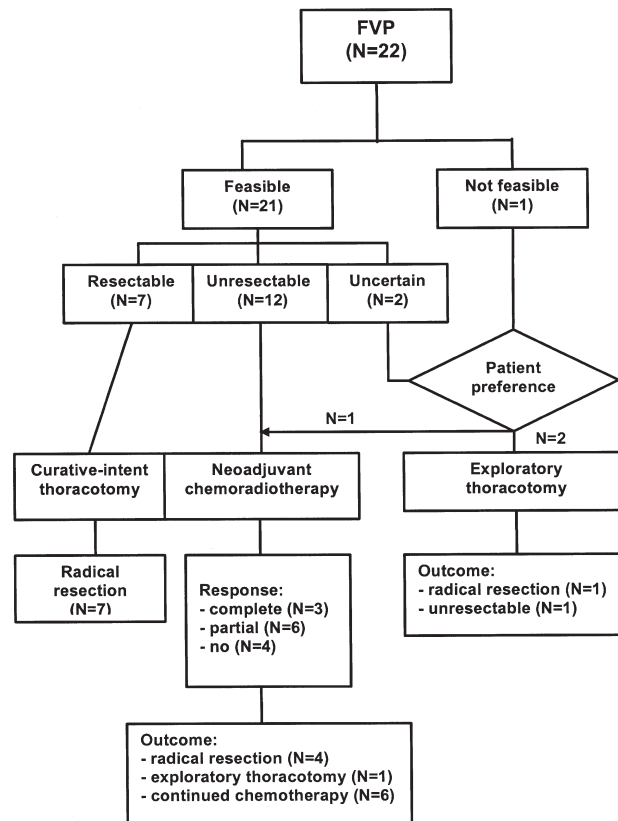 FVP
(N=22)
Feasible
(N=21)
Not feasible
(N=1)
Resectable
(N=7)
Unresectable
(N=12)
Uncertain
(N=2)
Patient
preference
N=1
N=2
Curative-intent
thoracotomy
Neoadjuvant
chemoradiotherapy
Exploratory
thoracotomy
Radical
resection
(N=7)
Response:
- complete (N=3)
- partial (N=6)
- no (N=4)
Outcome:
- radical resection (N=1)
- unresectable (N=1)
Outcome:
- radical resection (N=4)
- exploratory thoracotomy (N=1)
- continued chemotherapy (N=6)